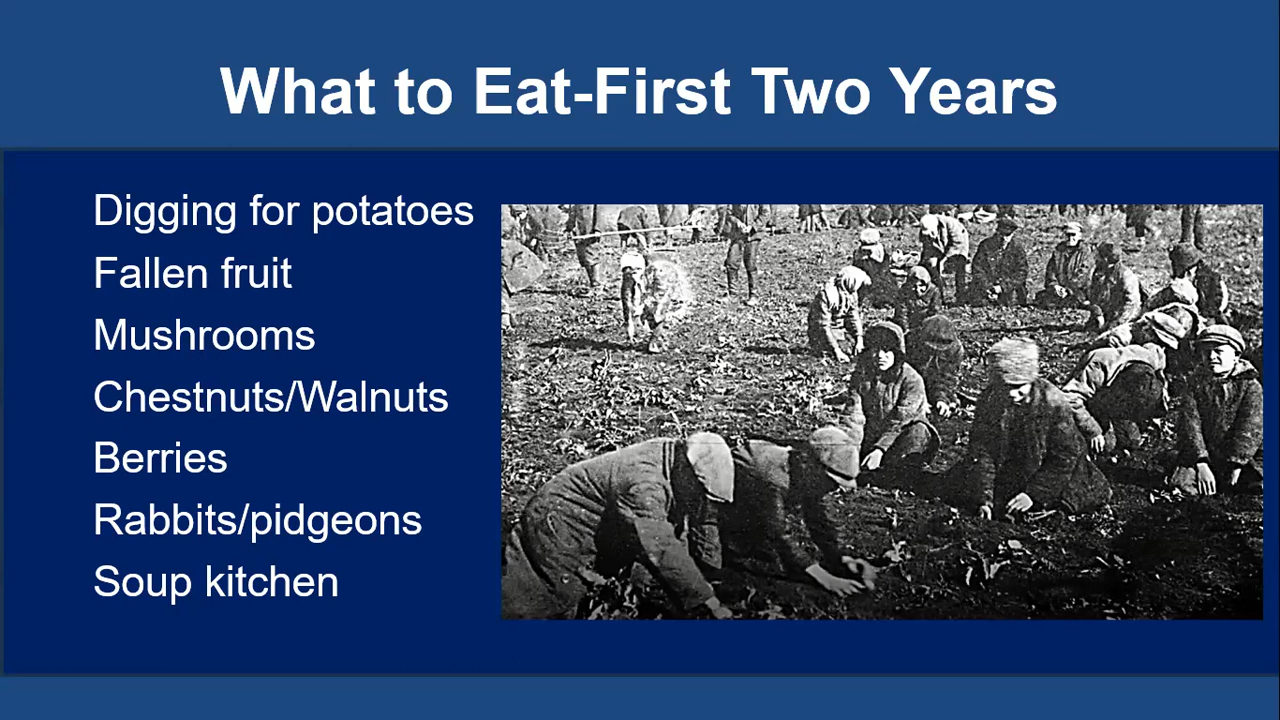 What to Eat-First Two Years
Digging for potatoes
Fallen fruit
Mushrooms
Chestnuts/Walnuts
Berries
Rabbits/pidgeons
Soup kitchen